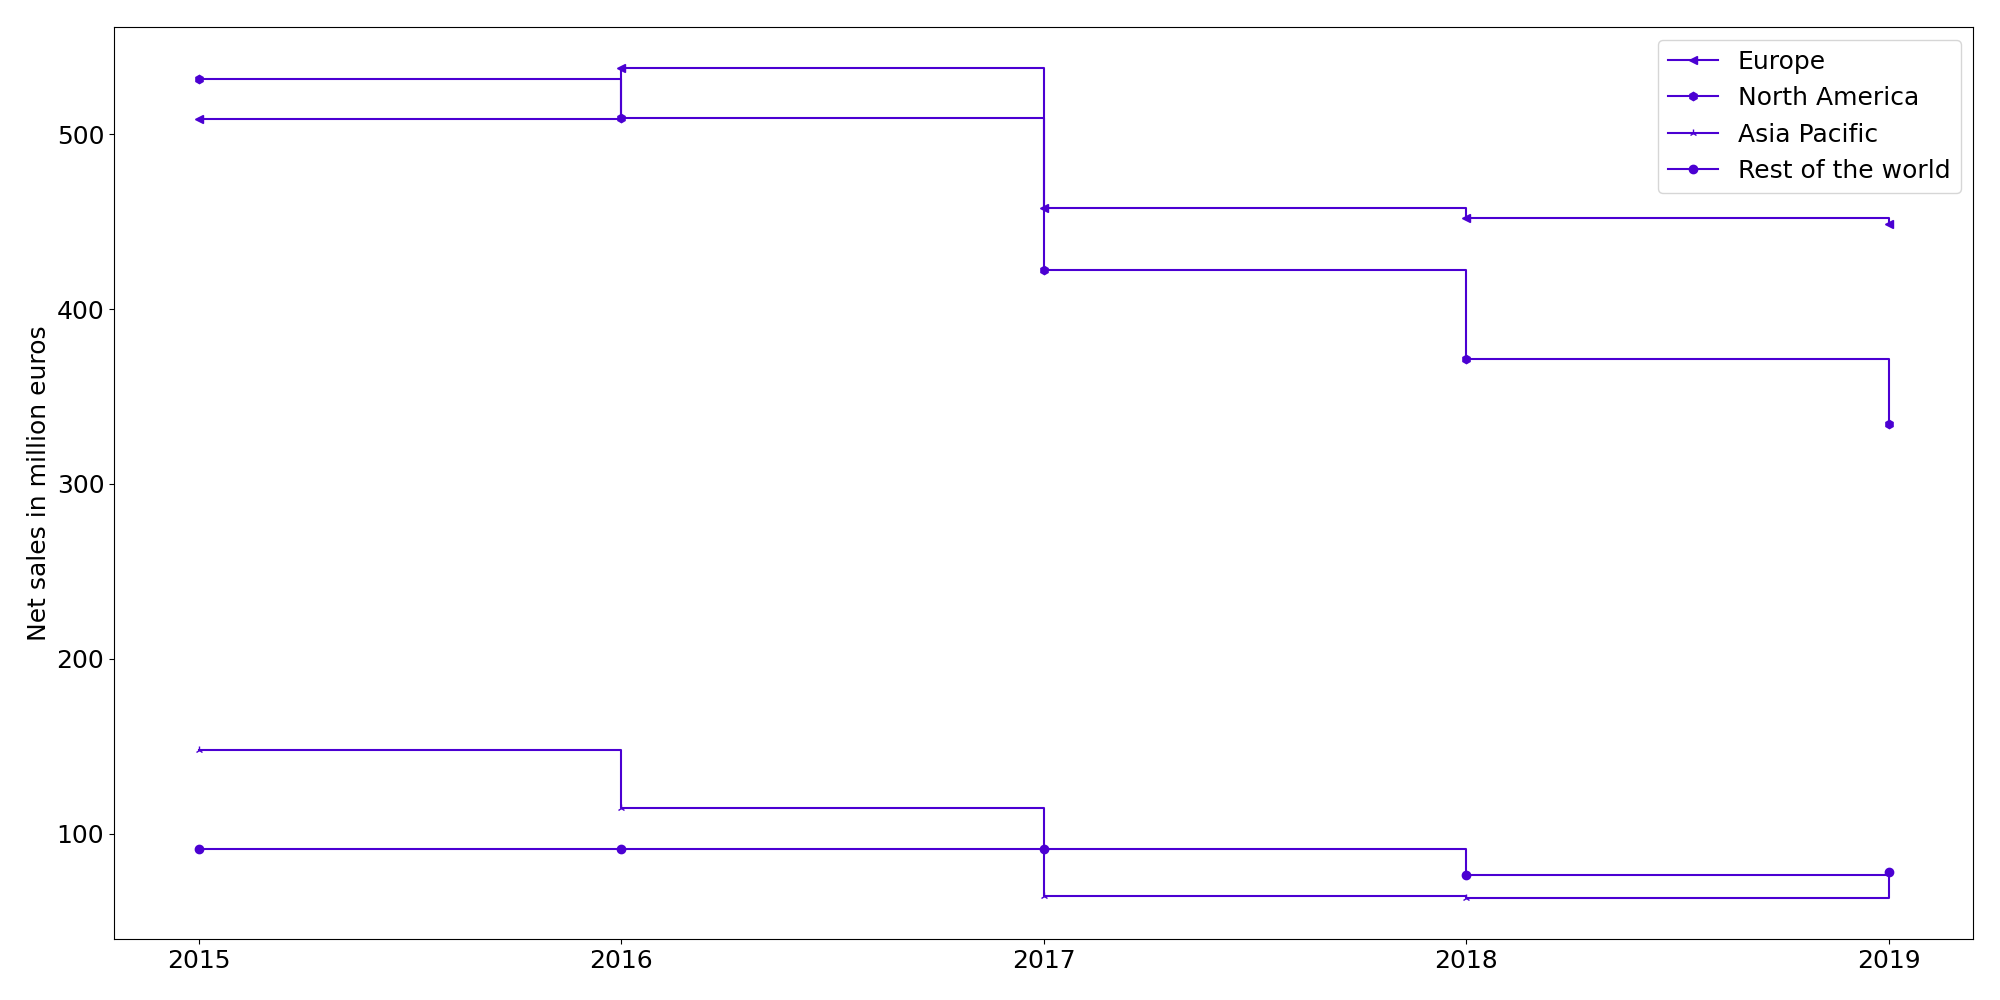 Europe
North America
Asia Pacific
Rest of the world
Net sales in million euros
500
400
300
200
100
2015 2016 2017 2018 2019